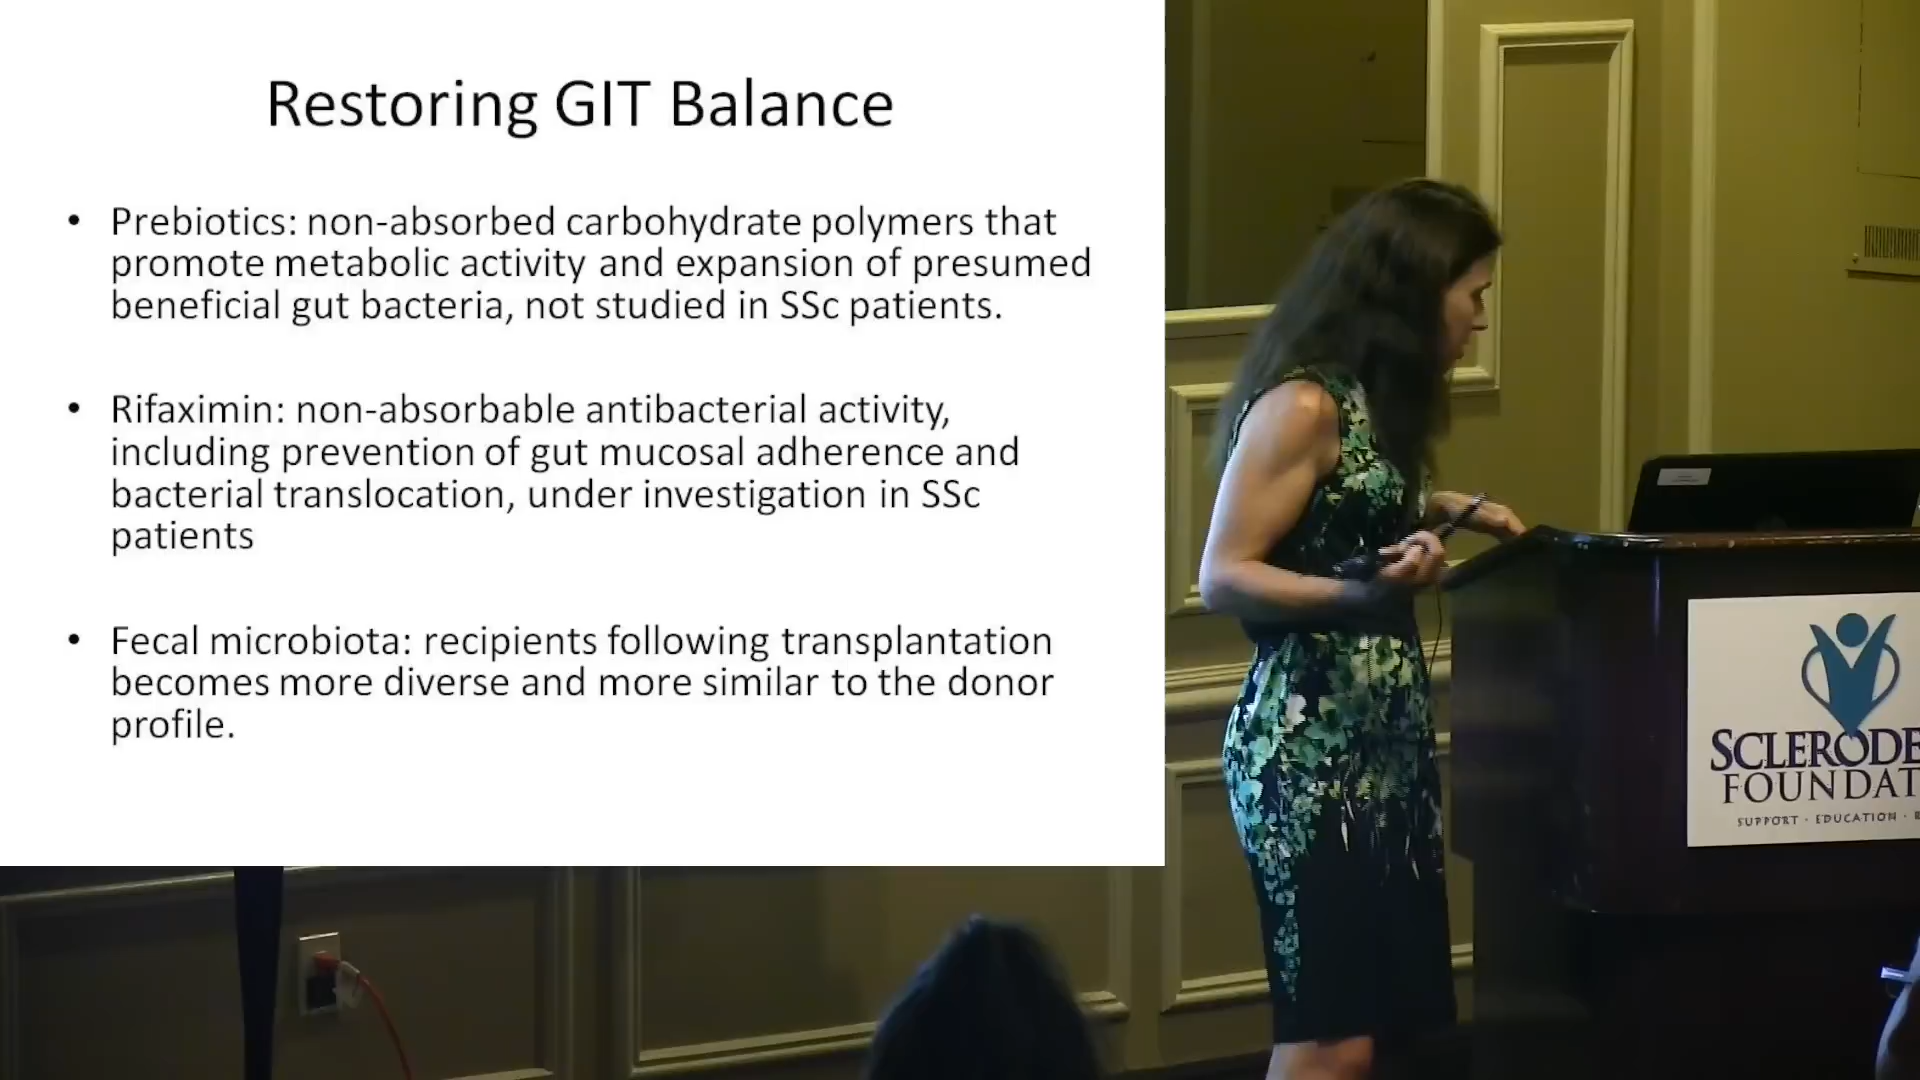 Restoring GIT Balance
• Prebiotics: non-absorbed carbohydrate polymers that
promote metabolic activity and expansion of presumed
beneficial gut bacteria, not studied in SSc patients.
• Rifaximin: non-absorbable antibacterial activity,
including prevention of gut mucosal adherence and
bacterial translocation, under investigation in SSc
patients
• Fecal microbiota: recipients following transplantation
becomes more diverse and more similar to the donor
profile.
SCLERODE
FOUNDAT
SUPPORT · EDUCATION ·